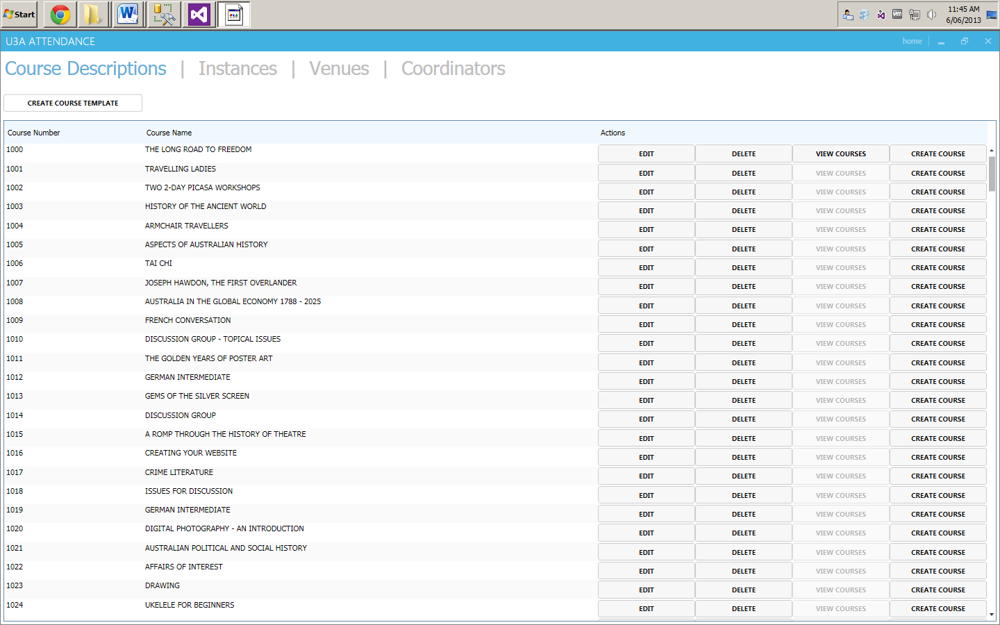 Start
11:45 AM
6/06/2013
U3A ATTENDANCE home
Course Descriptions | Instances | Venues | Coordinators
CREATE COURSE TEMPLATE
Course Number Course Name Actions
1000 THE LONG ROAD TO FREEDOM EDIT DELETE VIEW COURSES CREATE COURSE
1001 TRAVELLING LADIES EDIT DELETE VIEW COURSES CREATE COURSE
1002 TWO 2-DAY PICASA WORKSHOPS EDIT DELETE VIEW COURSES CREATE COURSE
1003 HISTORY OF THE ANCIENT WORLD EDIT DELETE VIEW COURSES CREATE COURSE
1004 ARMCHAIR TRAVELLERS EDIT DELETE VIEW COURSES CREATE COURSE
1005 ASPECTS OF AUSTRALIAN HISTORY EDIT DELETE VIEW COURSES CREATE COURSE
1006 TAI CHI EDIT DELETE VIEW COURSES CREATE COURSE
1007 JOSEPH HAWDON, THE FIRST OVERLANDER EDIT DELETE VIEW COURSES CREATE COURSE
1008 AUSTRALIA IN THE GLOBAL ECONOMY 1788 - 2025 EDIT DELETE VIEW COURSES CREATE COURSE
1009 FRENCH CONVERSATION EDIT DELETE VIEW COURSES CREATE COURSE
1010 DISCUSSION GROUP - TOPICAL ISSUES EDIT DELETE VIEW COURSES CREATE COURSE
1011 THE GOLDEN YEARS OF POSTER ART EDIT DELETE VIEW COURSES CREATE COURSE
1012 GERMAN INTERMEDIATE EDIT DELETE VIEW COURSES CREATE COURSE
1013 GEMS OF THE SILVER SCREEN EDIT DELETE VIEW COURSES CREATE COURSE
1014 DISCUSSION GROUP EDIT DELETE VIEW COURSES CREATE COURSE
1015 A ROMP THROUGH THE HISTORY OF THEATRE EDIT DELETE VIEW COURSES CREATE COURSE
1016 CREATING YOUR WEBSITE EDIT DELETE VIEW COURSES CREATE COURSE
1017 CRIME LITERATURE EDIT DELETE VIEW COURSES CREATE COURSE
1018 ISSUES FOR DISCUSSION EDIT DELETE VIEW COURSES CREATE COURSE
1019 GERMAN INTERMEDIATE EDIT DELETE VIEW COURSES CREATE COURSE
1020 DIGITAL PHOTOGRAPHY - AN INTRODUCTION EDIT DELETE VIEW COURSES CREATE COURSE
1021 AUSTRALIAN POLITICAL AND SOCIAL HISTORY EDIT DELETE VIEW COURSES CREATE COURSE
1022 AFFAIRS OF INTEREST EDIT DELETE VIEW COURSES CREATE COURSE
1023 DRAWING EDIT DELETE VIEW COURSES CREATE COURSE
1024 UKELELE FOR BEGINNERS EDIT DELETE VIEW COURSES CREATE COURSE